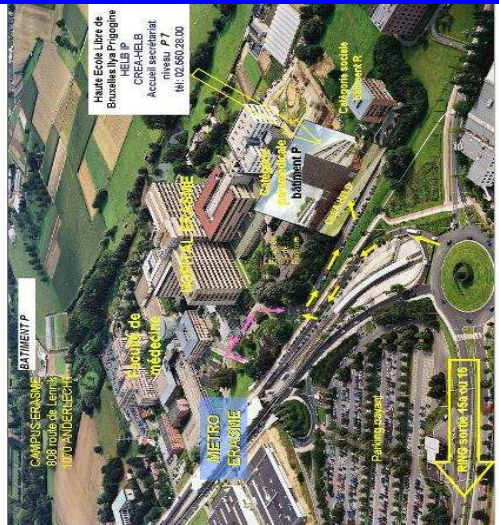 Haute Ecole Libre de
Bruxelles Ilya Prigogine
HELB IP
CREA-HELB
Accueil secrétariat
niveau P 7
tél: 02.560.28.00
BATIMENT P
CAMPUS ERASME
808 route de Lennik
1070 ANDERLECHT
Faculté de
médecine
HOPITAL ERASME
bâtiment P
Catégorie sociale
bâtiment R
METRO
ERASME
Parking payant
RING sortie 15a ou 16